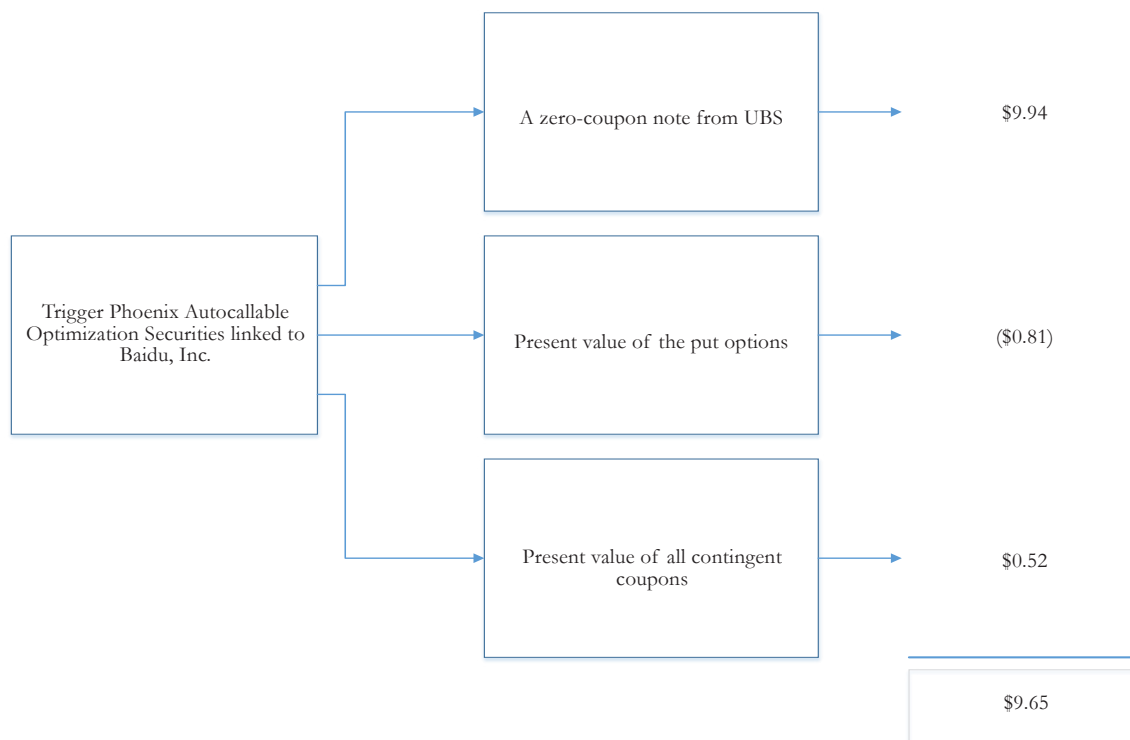 A zero-coupon note from UBS
$9.94
Trigger Phoenix Autocallable
Optimization Securities linked to
Baidu, Inc.
Present value of the put options
($0.81)
Present value of all contingent
coupons
$0.52
$9.65